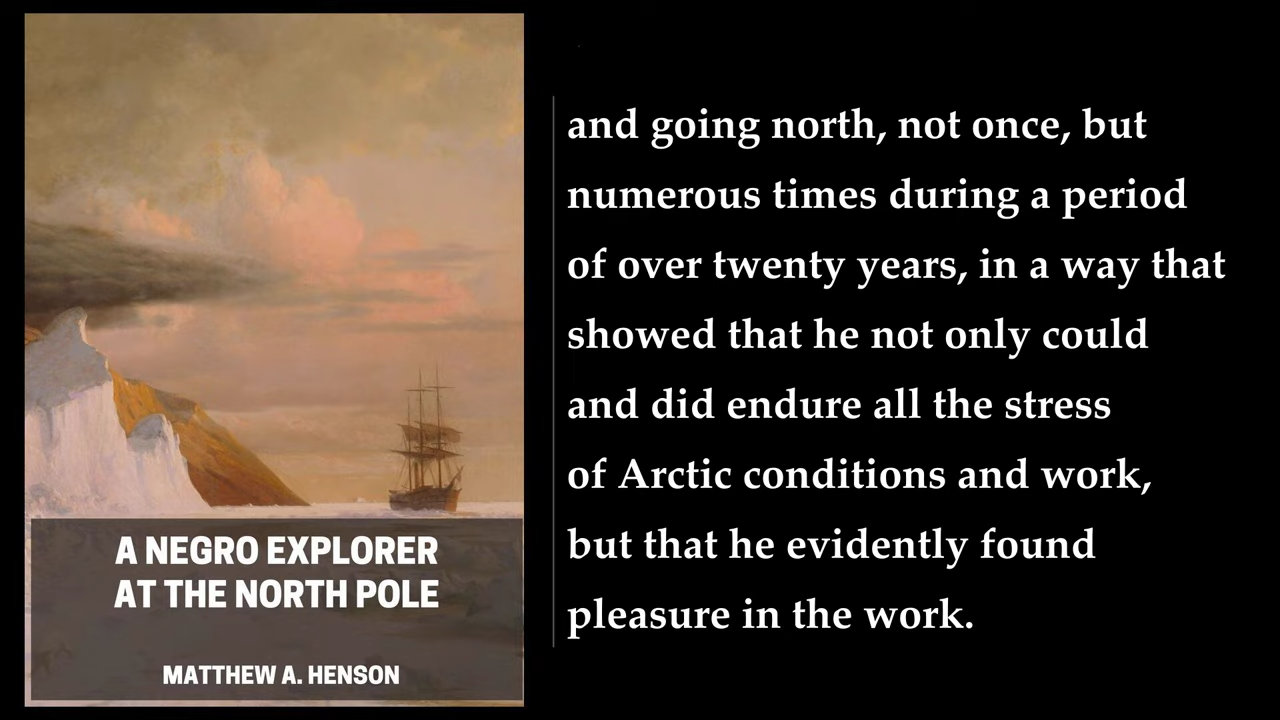 A NEGRO EXPLORER
AT THE NORTH POLE
MATTHEW A. HENSON
and going north, not once, but
numerous times during a period
of over twenty years, in a way that
showed that he not only could
and did endure all the stress
of Arctic conditions and work,
but that he evidently found
pleasure in the work.